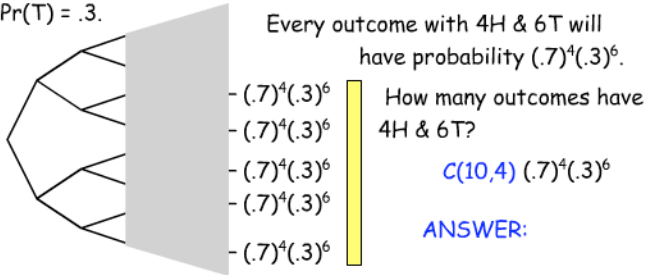 Pr(T) = .3.
Every outcome with 4H & 6T will
have probability (.7)⁴(.3)⁶.
(.7)⁴(.3)⁶
(.7)⁴(.3)⁶
(.7)⁴(.3)⁶
(.7)⁴(.3)⁶
(.7)⁴(.3)⁶
How many outcomes have
4H & 6T?
C(10,4) (.7)⁴(.3)⁶
ANSWER: